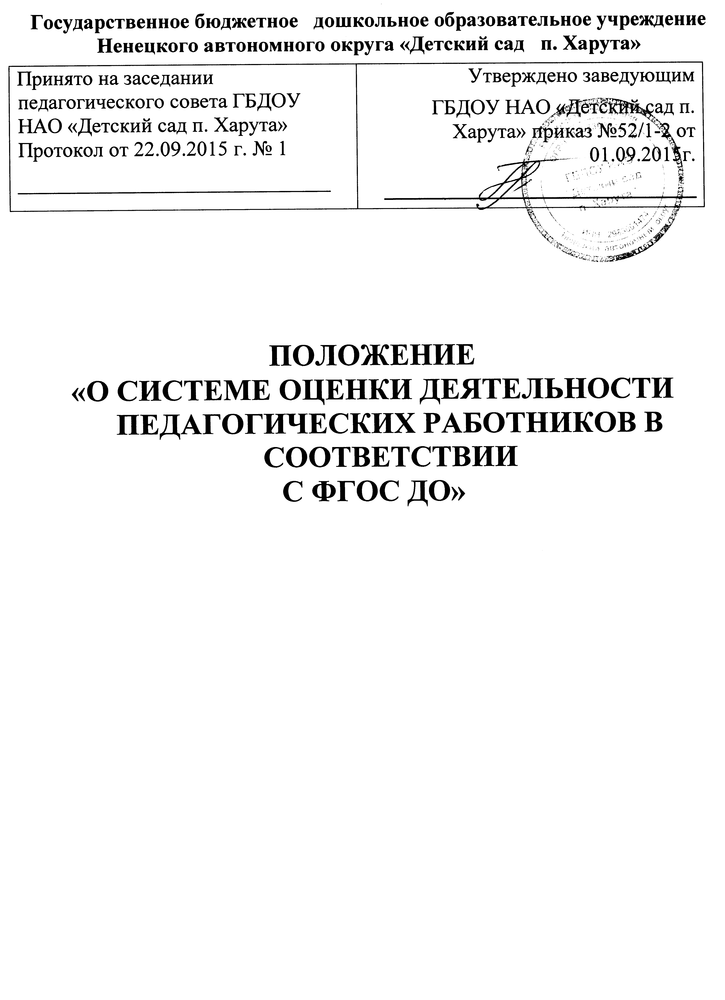 Государственное бюджетное дошкольное образовательное учреждение
Ненецкого автономного округа «Детский сад п. Харута»
Принято на заседании
педагогического совета ГБДОУ
НАО «Детский сад п. Харута»
Протокол от 22.09.2015 г. № 1
Утверждено заведующим
ГБДОУ НАО «Детский сад п.
Харута» приказ №52/1-2 от
01.09.2015г.
ГБДОУ НАО
Детский сад
п. Харута
ИНН
автономный округ
ПОЛОЖЕНИЕ
«О СИСТЕМЕ ОЦЕНКИ ДЕЯТЕЛЬНОСТИ
ПЕДАГОГИЧЕСКИХ РАБОТНИКОВ В
СООТВЕТСТВИИ
С ФГОС ДО»